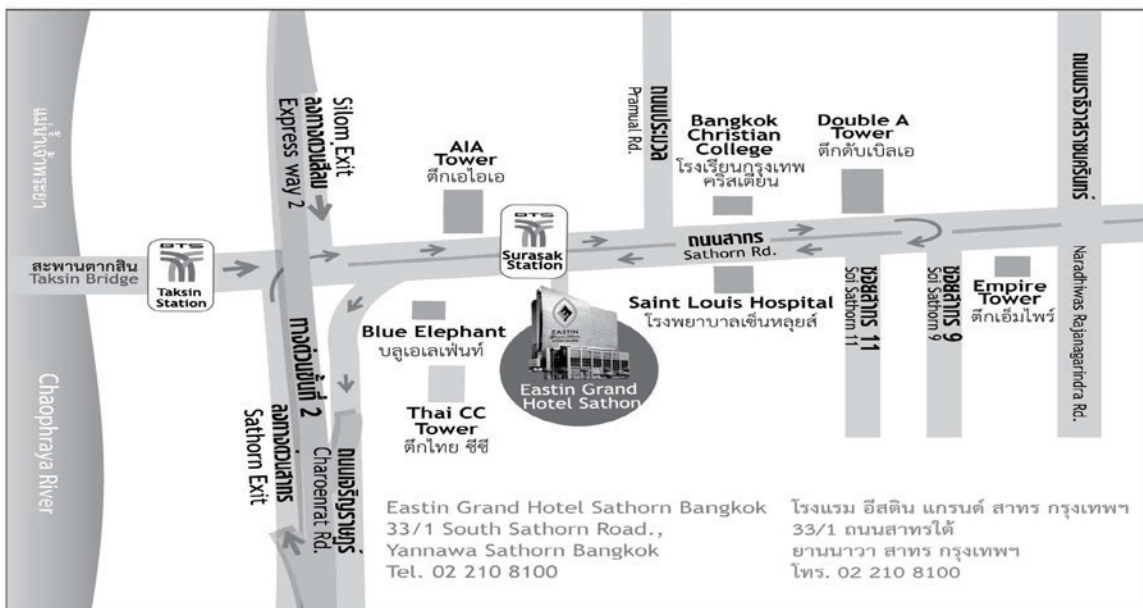 แม่น้ำเจ้าพระยา
Chaophraya River
สะพานตากสิน
Taksin Bridge
BTS
Taksin
Station
Silom Exit
ลงทางด่วนสีลม
Express way 2
ทางด่วนขั้นที่ 2
ลงทางด่วนสาทร
Sathorn Exit
ถนนเจริญราษฎร์
Charoenrat Rd.
AIA
Tower
ตึกเอไอเอ
BTS
Surasak
Station
Blue Elephant
บลูเอเลเฟ่นท์
Thai CC
Tower
ตึกไทย ซีซี
EASTIN
Eastin Grand
Hotel Sathon
ถนนประมวล
Pramual Rd.
Bangkok
Christian
College
โรงเรียนกรุงเทพ
คริสเตียน
Double A
Tower
ตึกดับเบิลเอ
ถนนสาทร
Sathorn Rd.
Saint Louis Hospital
โรงพยาบาลเซ็นหลุยส์
ซอยสาทร 11
Soi Sathorn 11
ซอยสาทร 9
Soi Sathorn 9
Empire
Tower
ตึกเอ็มไพร์
ถนนนราธิวาสราชนครินทร์
Naradhiwas Rajanagarindra Rd.
Eastin Grand Hotel Sathorn Bangkok
33/1 South Sathorn Road.,
Yannawa Sathorn Bangkok
Tel. 02 210 8100
โรงแรม อีสติน แกรนด์ สาทร กรุงเทพฯ
33/1 ถนนสาทรใต้
ยานนาวา สาทร กรุงเทพฯ
โทร. 02 210 8100